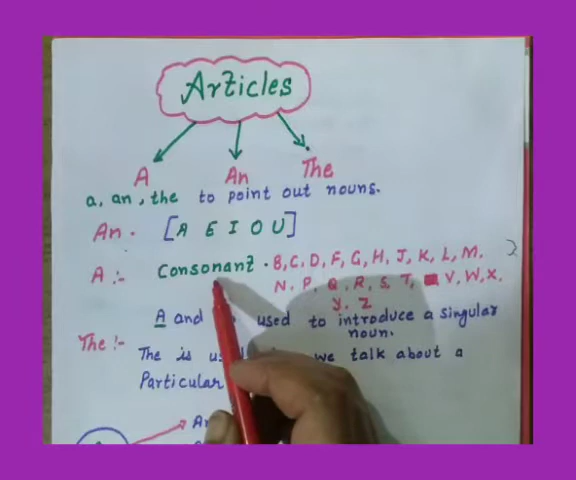 Articles
A An The
a, an, the to point out nouns.
An - [A E I O U]
A :- Consonant - B, C, D, F, G, H, J, K, L, M.
N, P, Q, R, S, T, V, W, X,
Y, Z
A and used to introduce a singular
noun.
The :-
The is we talk about a
Particular